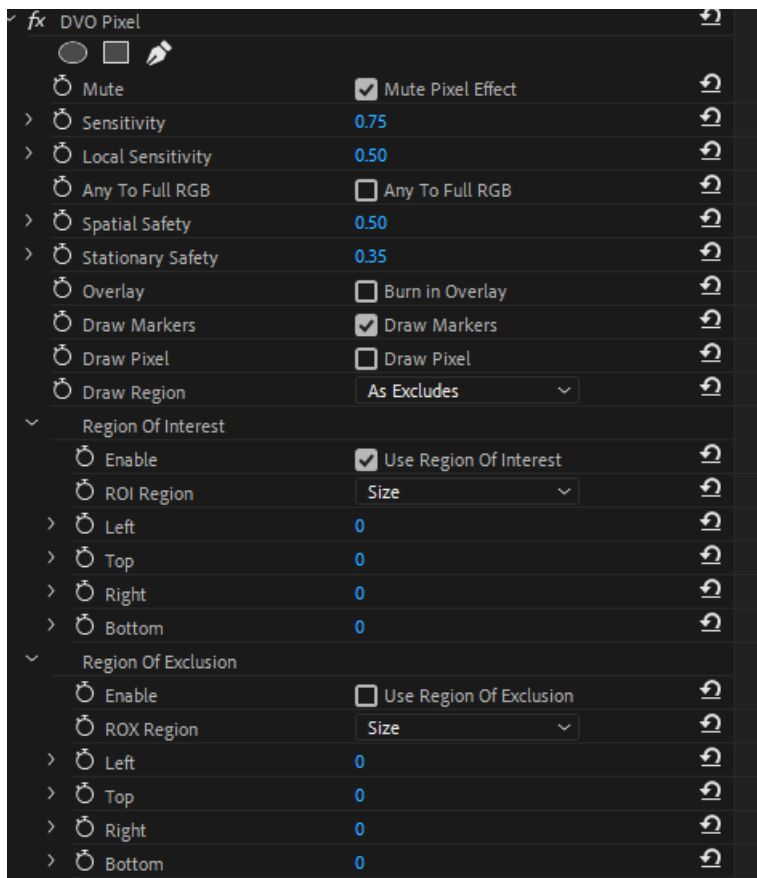 fx DVO Pixel
Mute Mute Pixel Effect
Sensitivity 0.75
Local Sensitivity 0.50
Any To Full RGB Any To Full RGB
Spatial Safety 0.50
Stationary Safety 0.35
Overlay Burn in Overlay
Draw Markers Draw Markers
Draw Pixel Draw Pixel
Draw Region As Excludes
Region Of Interest
Enable Use Region Of Interest
ROI Region Size
Left 0
Top 0
Right 0
Bottom 0
Region Of Exclusion
Enable Use Region Of Exclusion
ROX Region Size
Left 0
Top 0
Right 0
Bottom 0